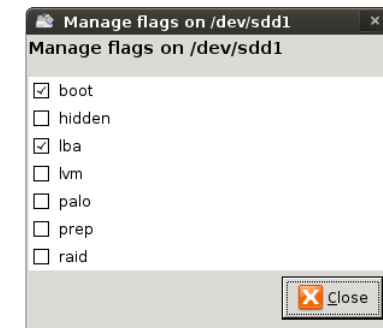 Manage flags on /dev/sdd1
Manage flags on /dev/sdd1
boot
hidden
lba
lvm
palo
prep
raid
Close